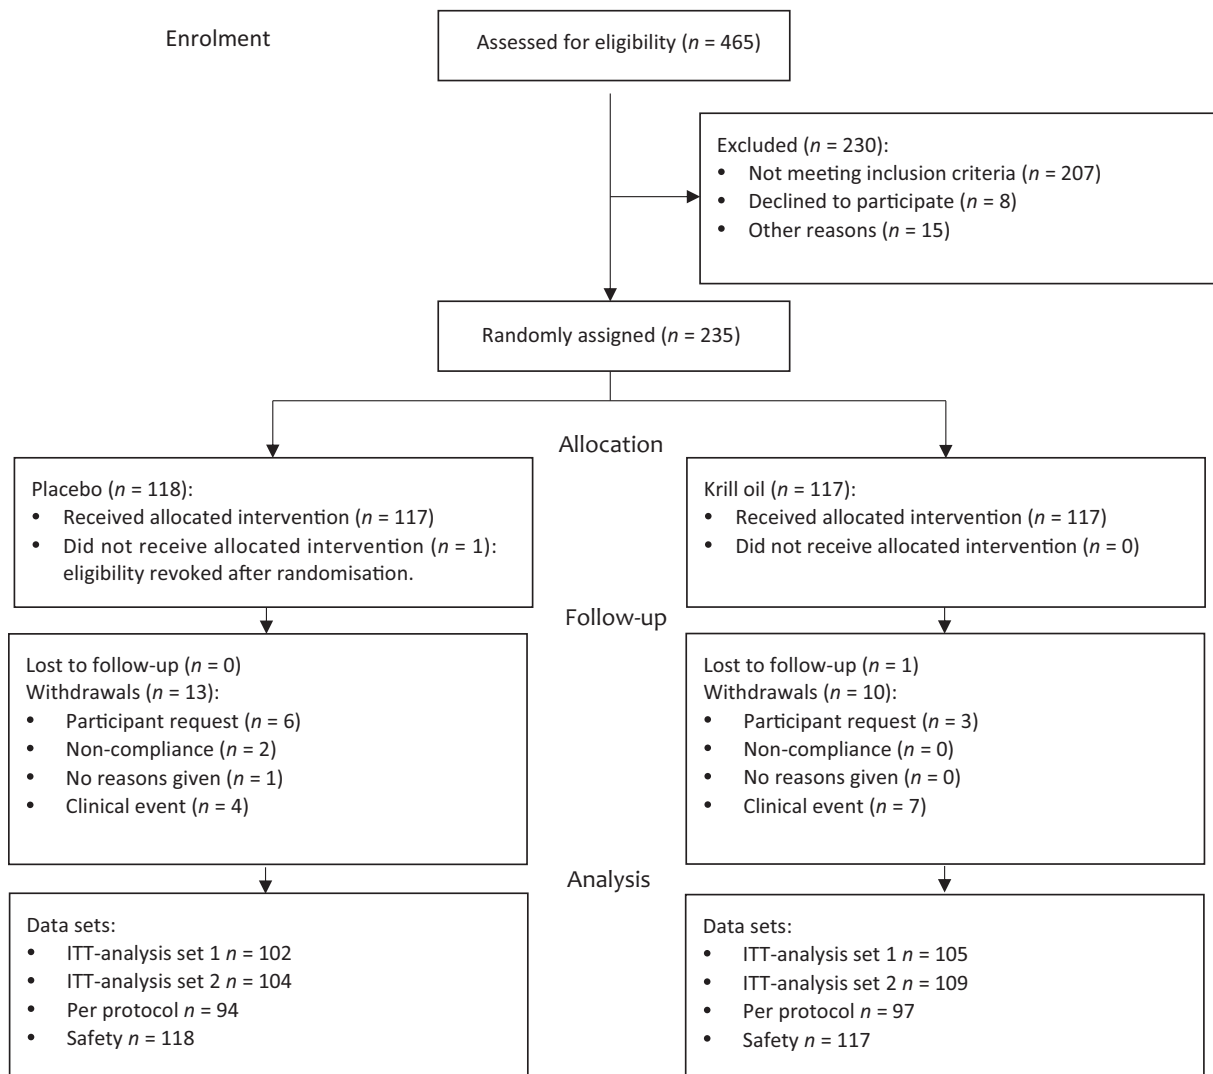 Enrolment
Assessed for eligibility (n = 465)
Excluded (n = 230):
• Not meeting inclusion criteria (n = 207)
• Declined to participate (n = 8)
• Other reasons (n = 15)
Randomly assigned (n = 235)
Allocation
Placebo (n = 118):
• Received allocated intervention (n = 117)
• Did not receive allocated intervention (n = 1):
eligibility revoked after randomisation.
Krill oil (n = 117):
• Received allocated intervention (n = 117)
• Did not receive allocated intervention (n = 0)
Follow-up
Lost to follow-up (n = 0)
Withdrawals (n = 13):
• Participant request (n = 6)
• Non-compliance (n = 2)
• No reasons given (n = 1)
• Clinical event (n = 4)
Lost to follow-up (n = 1)
Withdrawals (n = 10):
• Participant request (n = 3)
• Non-compliance (n = 0)
• No reasons given (n = 0)
• Clinical event (n = 7)
Analysis
Data sets:
• ITT-analysis set 1 n = 102
• ITT-analysis set 2 n = 104
• Per protocol n = 94
• Safety n = 118
Data sets:
• ITT-analysis set 1 n = 105
• ITT-analysis set 2 n = 109
• Per protocol n = 97
• Safety n = 117